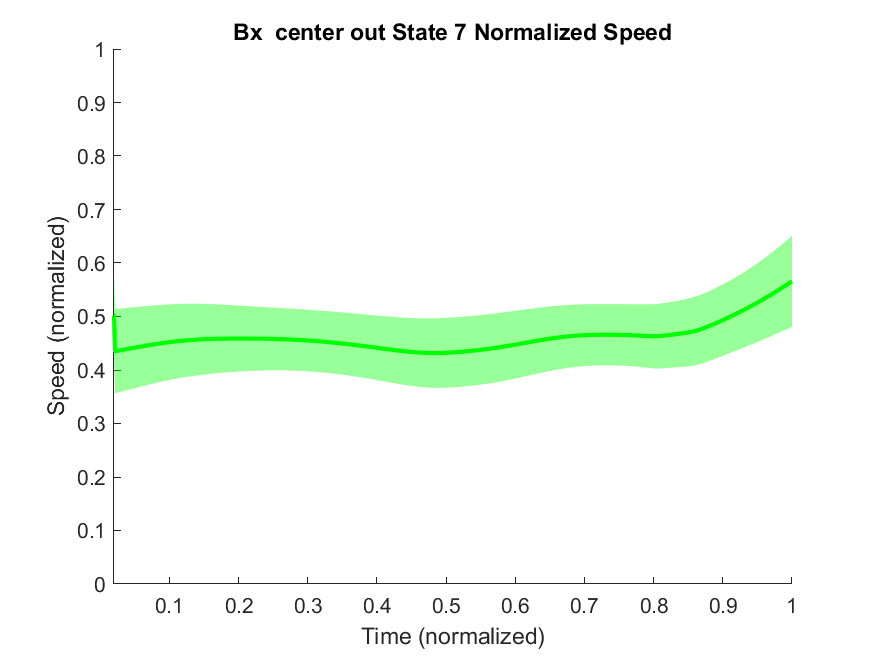 Bx  center out State 7 Normalized Speed
1
0.9
0.8
0.7
0.6
0.5
0.4
0.3
0.2
0.1
0
Speed (normalized)
0.1 0.2 0.3 0.4 0.5 0.6 0.7 0.8 0.9 1
Time (normalized)